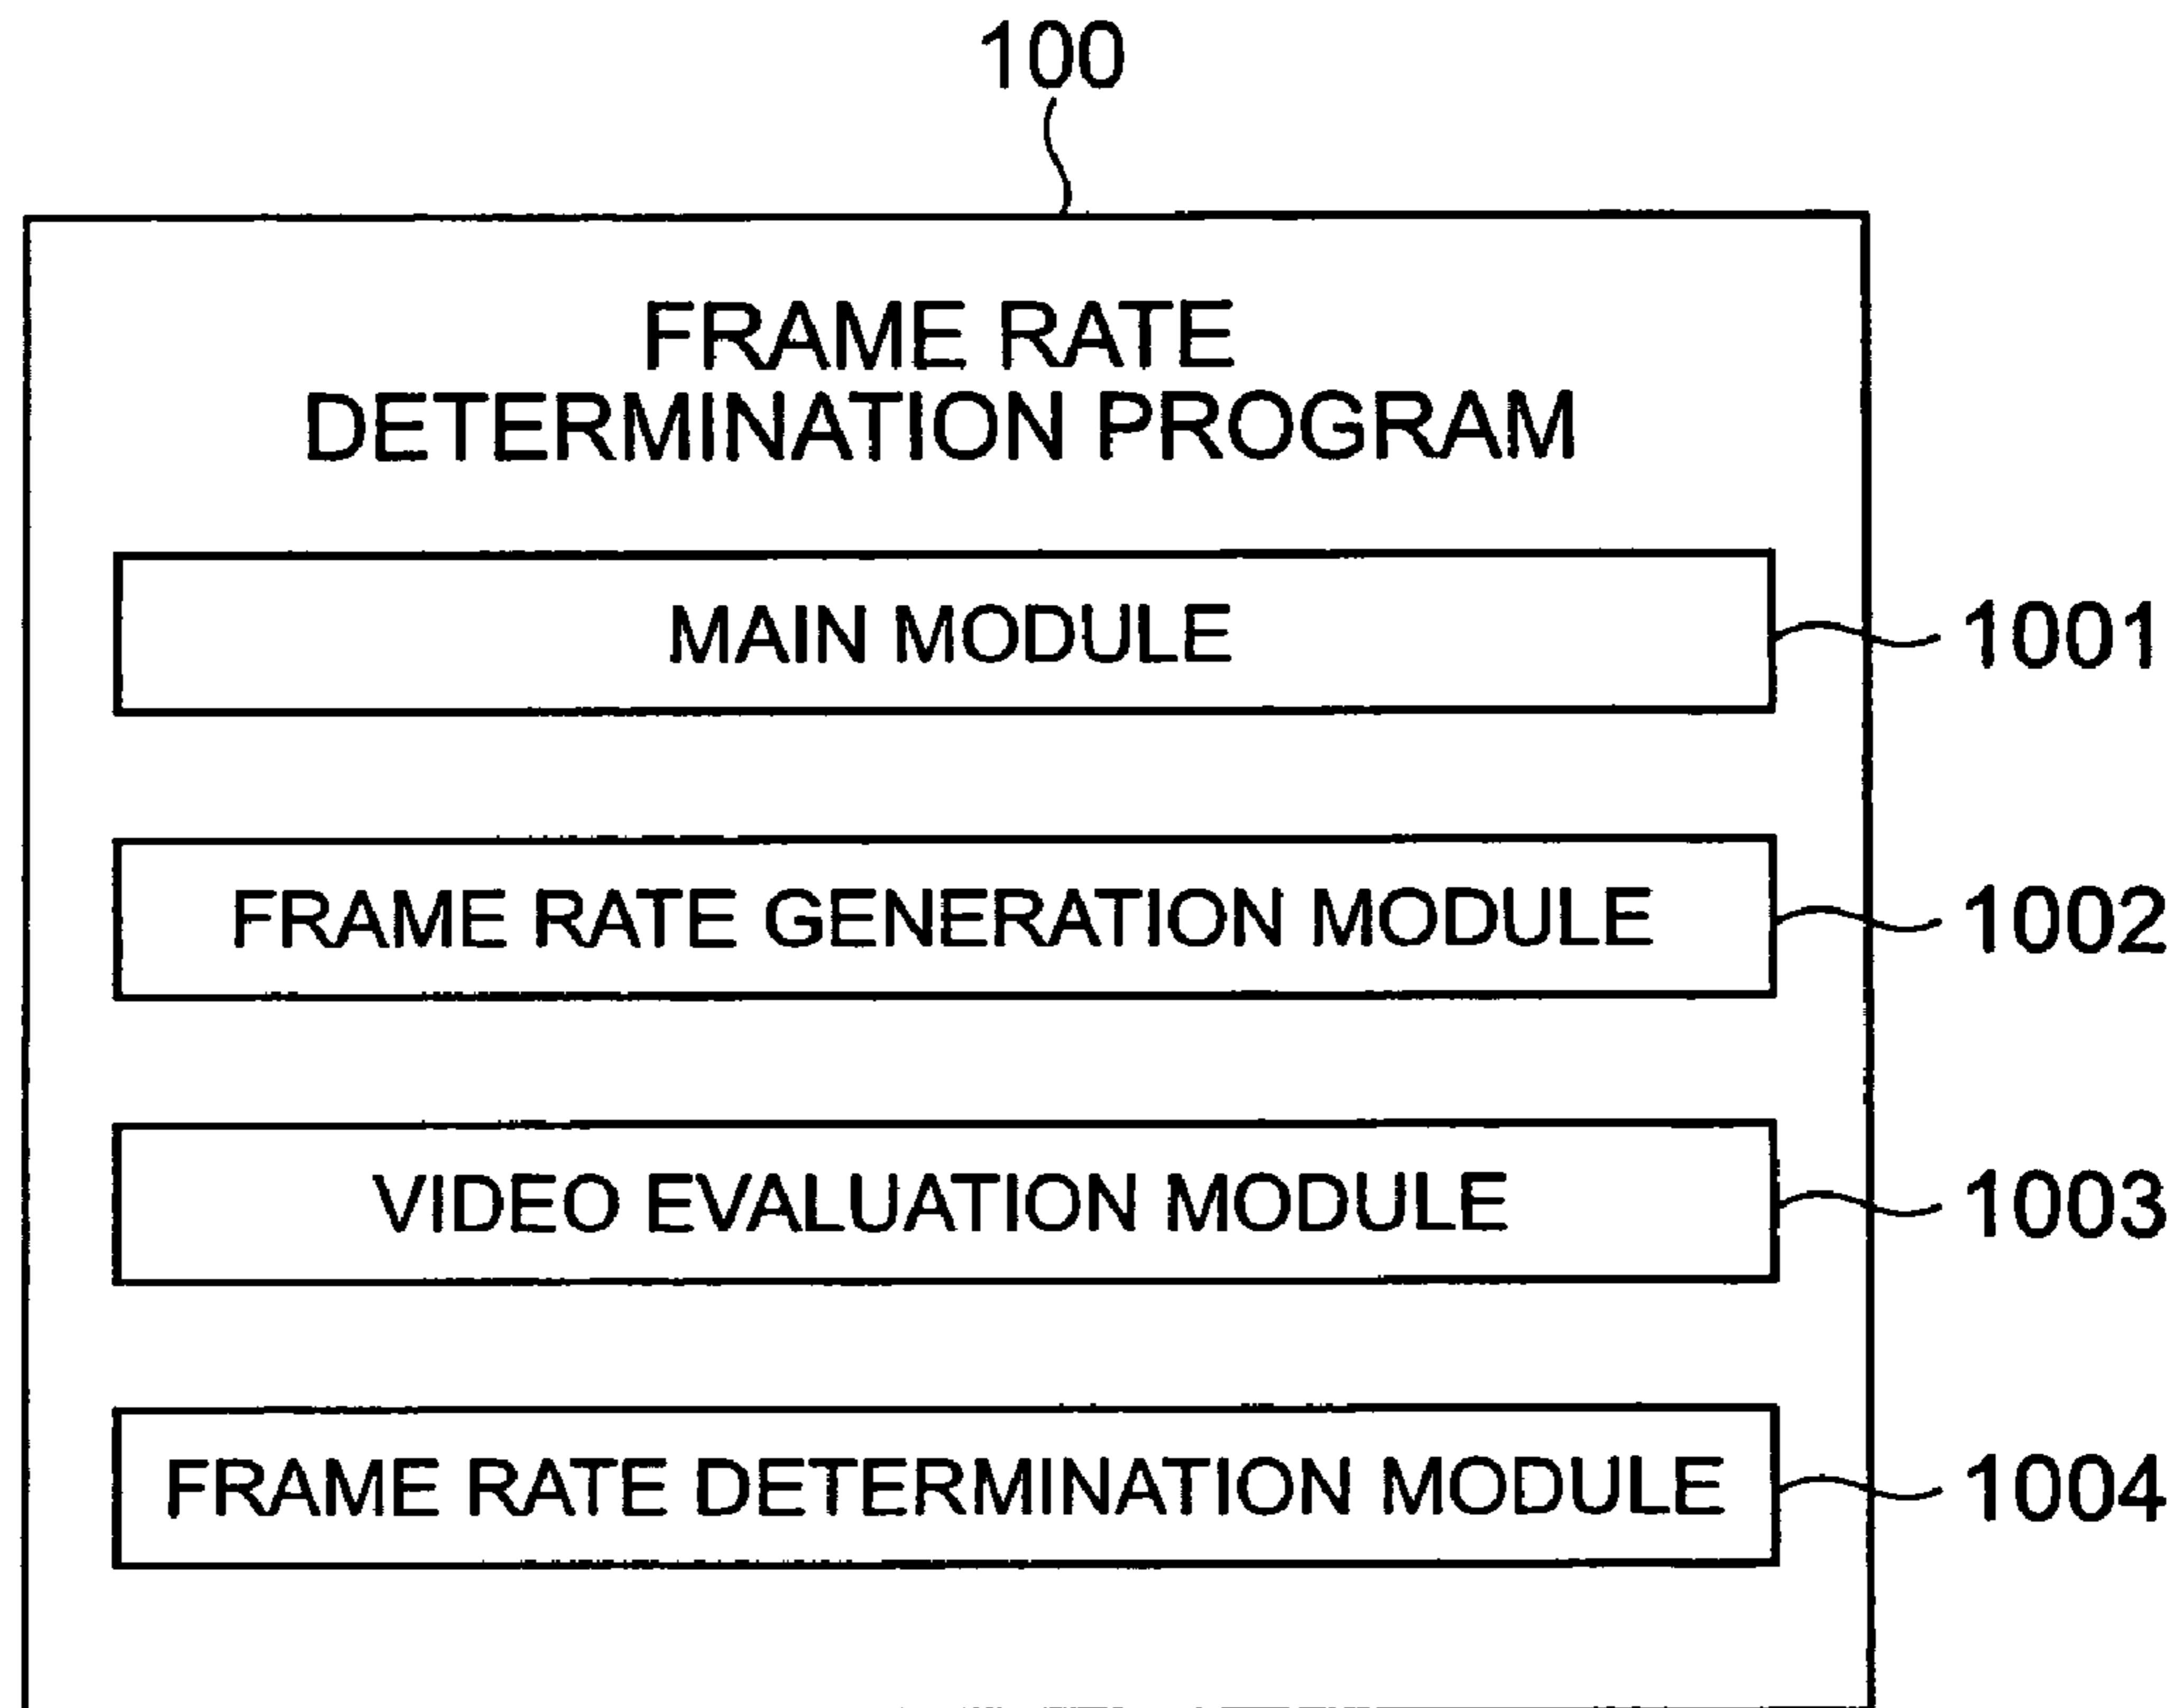 100
FRAME RATE
DETERMINATION PROGRAM
MAIN MODULE
1001
FRAME RATE GENERATION MODULE
1002
VIDEO EVALUATION MODULE
1003
FRAME RATE DETERMINATION MODULE
1004